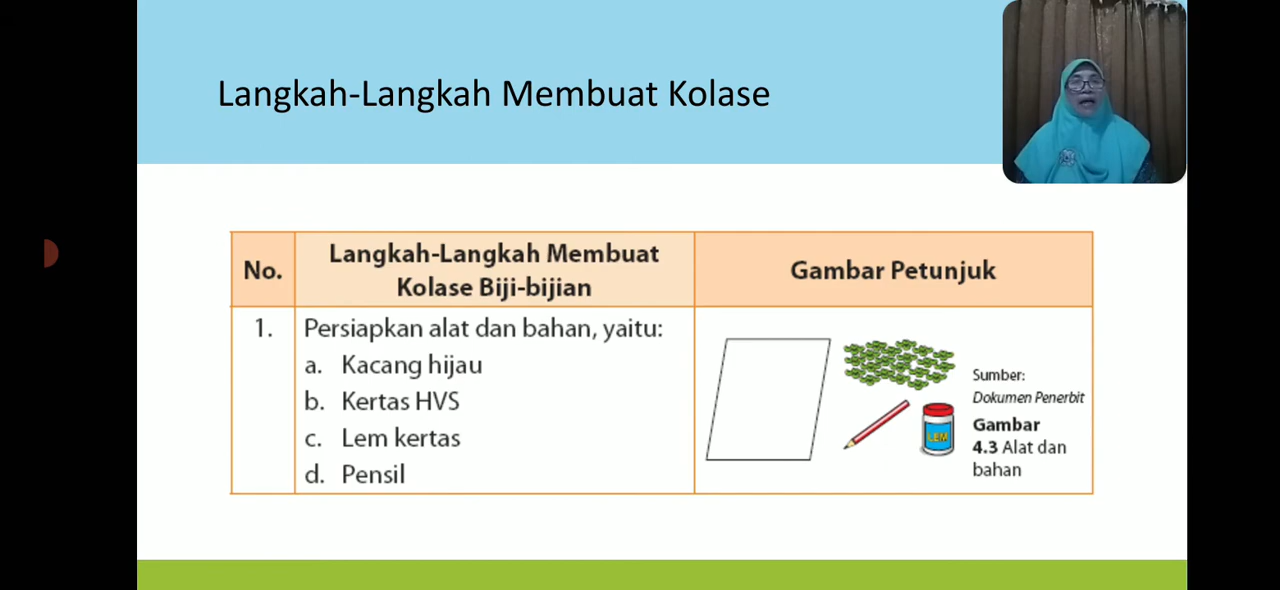 Langkah-Langkah Membuat Kolase
No.
Langkah-Langkah Membuat
Kolase Biji-bijian
Gambar Petunjuk
1.
Persiapkan alat dan bahan, yaitu:
a. Kacang hijau
b. Kertas HVS
c. Lem kertas
d. Pensil
LEM
Sumber:
Dokumen Penerbit
Gambar
4.3 Alat dan
bahan